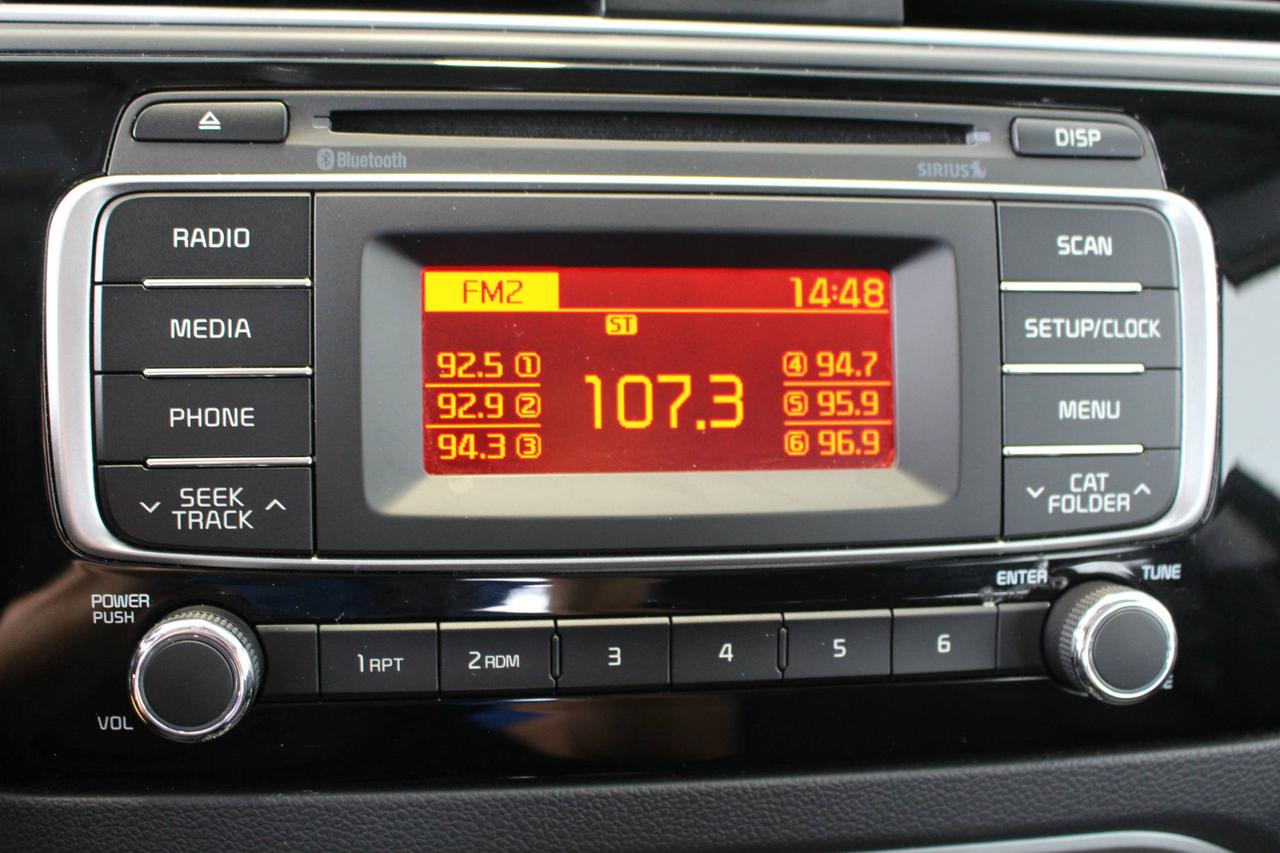 DISP
Bluetooth
SIRIUS
RADIO
MEDIA
PHONE
SEEK
TRACK
FM2 14:48
ST
92.5 1
92.9 2
94.3 3
107.3
4 94.7
5 95.9
6 96.9
SCAN
SETUP/CLOCK
MENU
CAT
FOLDER
POWER
PUSH
VOL
1 RPT
2 RDM
3
4
5
6
ENTER
TUNE